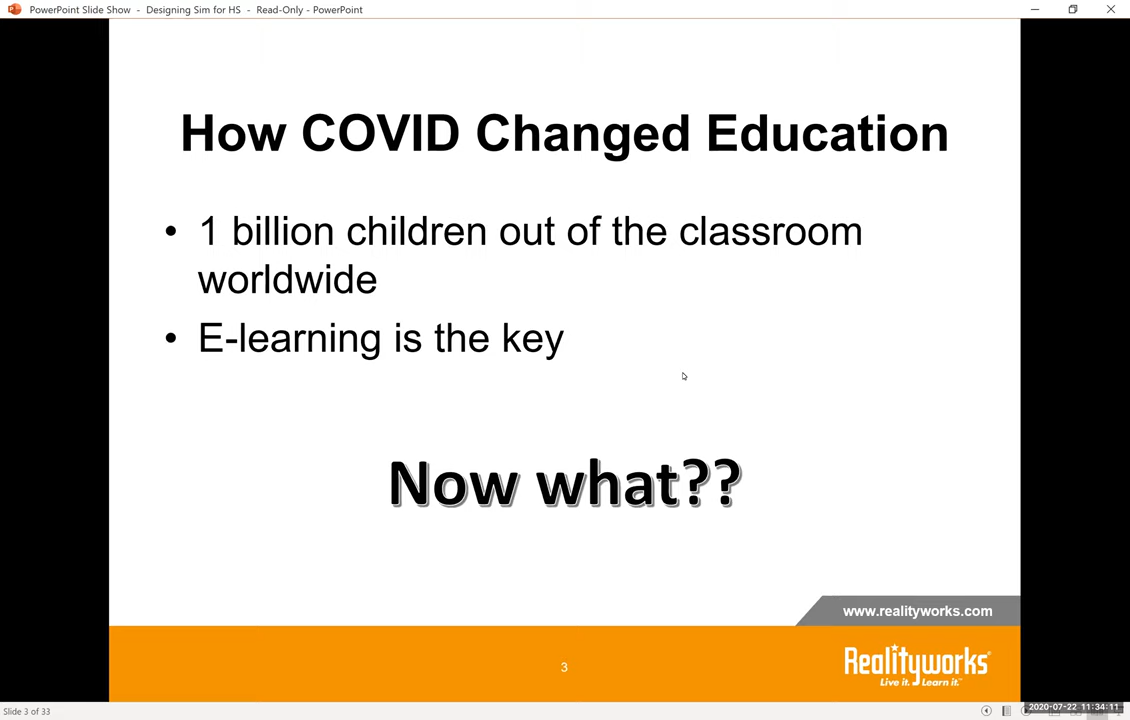 PowerPoint Slide Show - Designing Sim for HS - Read-Only - PowerPoint
How COVID Changed Education
• 1 billion children out of the classroom
worldwide
• E-learning is the key
Now what??
www.realityworks.com
3
Realityworks®
Live it. Learn it.™
Slide 3 of 33
2020-07-22 11:34:11